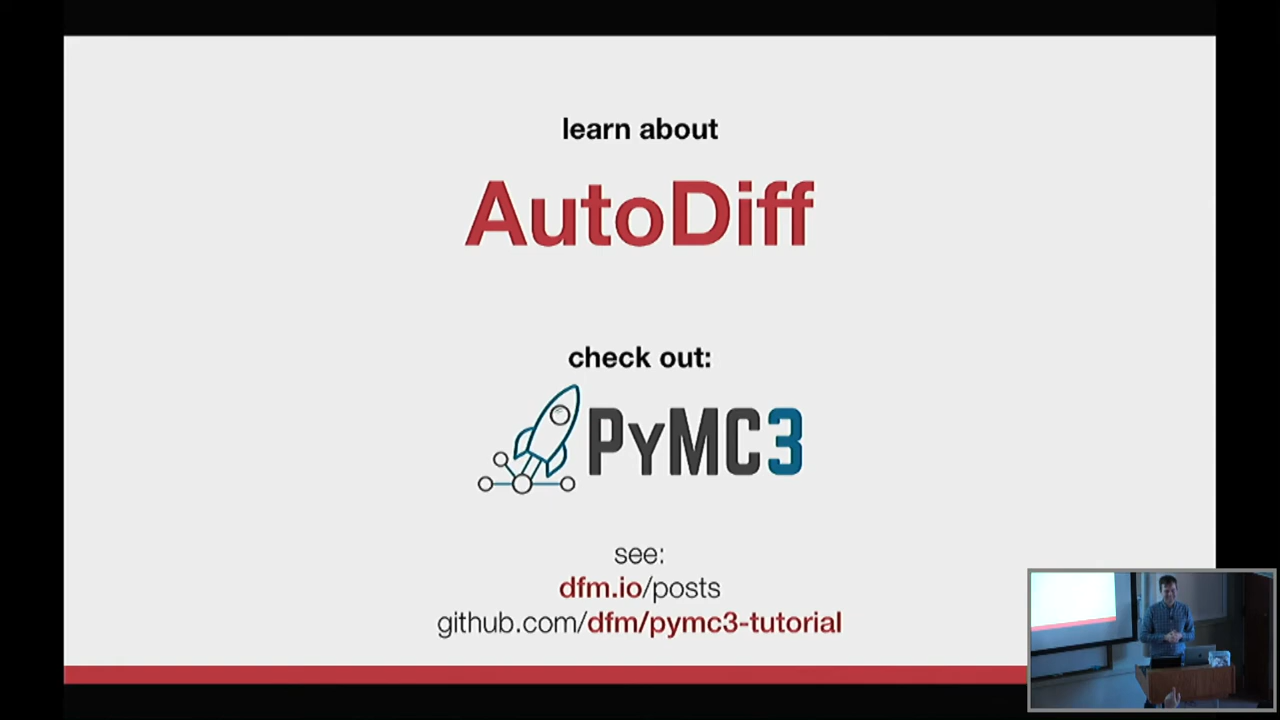 learn about
AutoDiff
check out:
PyMC3
see:
dfm.io/posts
github.com/dfm/pymc3-tutorial